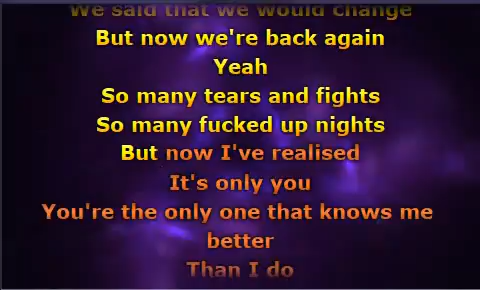 We said that we would change
But now we're back again
Yeah
So many tears and fights
So many fucked up nights
But now I've realised
It's only you
You're the only one that knows me
better
Than I do